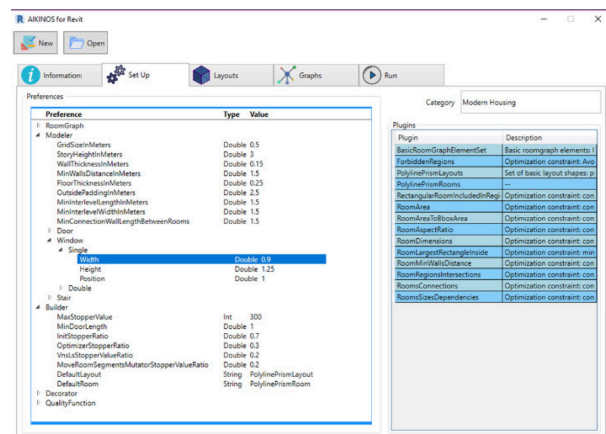 AIKINOS for Revit
New
Open
Information:
Set Up
Layouts
Graphs
Run
Preferences
Preference Type Value
RoomGraph
Modeler
GridSizeInMeters Double 0.5
StoryHeightInMeters Double 3
WallThicknessInMeters Double 0.15
MinWallsDistanceInMeters Double 1.5
FloorThicknessInMeters Double 0.25
OutsidePaddingInMeters Double 2.5
MinInterlevelLengthInMeters Double 1.5
MinInterlevelWidthInMeters Double 1.5
MinConnectionWallLengthBetweenRooms Double 1.5
Door
Window
Single
Width Double 0.9
Height Double 1.25
Position Double 1
Double
Stair
Builder
MaxStopperValue Int 300
MinDoorLength Double 1
InitStopperRatio Double 0.7
OptimizerStopperRatio Double 0.3
VnsLsStopperValueRatio Double 0.2
MoveRoomSegmentsMutatorStopperValueRatio Double 0.2
DefaultLayout String PolylinePrismLayout
DefaultRoom String PolylinePrismRoom
Decorator
QualityFunction
Category Modern Housing
Plugins
Plugin Description
BasicRoomGraphElementSet Basic roomgraph elements: l
ForbiddenRegions Optimization constraint: Avo
PolylinePrismLayouts Set of basic layout shapes: p
PolylinePrismRooms --
RectangularRoomIncludedInRegi Optimization constraint: con
RoomArea Optimization constraint: con
RoomAreaToBboxArea Optimization constraint: con
RoomAspectRatio Optimization constraint: con
RoomDimensions Optimization constraint: con
RoomLargestRectangleInside Optimization constraint: min
RoomMinWallsDistance Optimization constraint: con
RoomRegionsIntersections Optimization constraint: con
RoomsConnections Optimization constraint: con
RoomsSizesDependencies Optimization constraint: con